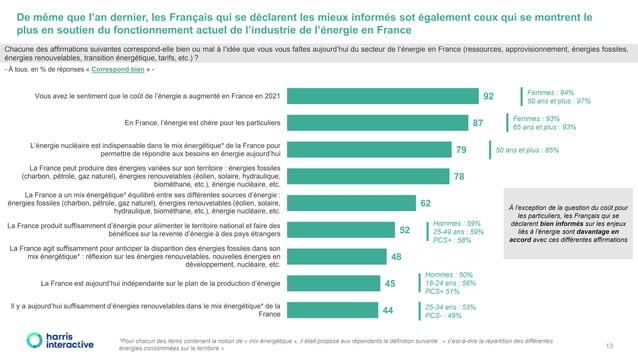 De même que l'an dernier, les Français qui se déclarent les mieux informés sot également ceux qui se montrent le
plus en soutien du fonctionnement actuel de l'industrie de l'énergie en France
Chacune des affirmations suivantes correspond-elle bien ou mal à l'idée que vous vous faîtes aujourd'hui du secteur de l'énergie en France (ressources, approvisionnement, énergies fossiles,
énergies renouvelables, transition énergétique, tarifs, etc.) ?
- À tous, en % de réponses « Correspond bien » -
Vous avez le sentiment que le coût de l'énergie a augmenté en France en 2021
92
Femmes : 94%
50 ans et plus : 97%
En France, l'énergie est chère pour les particuliers
87
Femmes : 93%
65 ans et plus : 93%
L'énergie nucléaire est indispensable dans le mix énergétique* de la France pour
permettre de répondre aux besoins en énergie aujourd'hui
79
50 ans et plus : 85%
La France peut produire des énergies variées sur son territoire : énergies fossiles
(charbon, pétrole, gaz naturel), énergies renouvelables (éolien, solaire, hydraulique,
biométhane, etc.), énergie nucléaire, etc.
78
La France a un mix énergétique* équilibré entre ses différentes sources d'énergie :
énergies fossiles (charbon, pétrole, gaz naturel), énergies renouvelables (éolien, solaire,
hydraulique, biométhane, etc.), énergie nucléaire, etc.
62
La France produit suffisamment d'énergie pour alimenter le territoire national et faire des
bénéfices sur la revente d'énergie à des pays étrangers
52
Hommes : 59%
25-49 ans : 59%
PCS+ : 58%
La France agit suffisamment pour anticiper la disparition des énergies fossiles dans son
mix énergétique* : réflexion sur les énergies renouvelables, nouvelles énergies en
développement, nucléaire, etc.
48
La France est aujourd'hui indépendante sur le plan de la production d'énergie
45
Hommes : 50%
18-24 ans : 56%
PCS+ 51%
Il y a aujourd'hui suffisamment d'énergies renouvelables dans le mix énergétique* de la
France
44
25-34 ans : 53%
PCS- : 49%
À l'exception de la question du coût pour
les particuliers, les Français qui se
déclarent bien informés sur les enjeux
liés à l'énergie sont davantage en
accord avec ces différentes affirmations
harris
interactive
*Pour chacun des items contenant la notion de « mix énergétique », il était proposé aux répondants la définition suivante : « c'est-à-dire la répartition des différentes
énergies consommées sur le territoire »
13